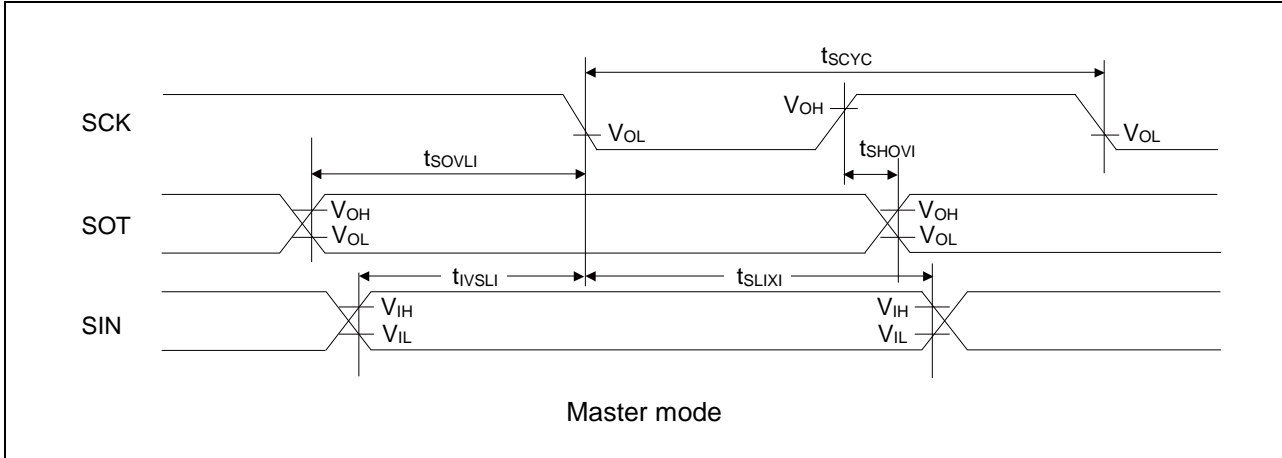 tSCYC
SCK
VOH
VOL
VOL
tSHOVI
tSOVLI
SOT
VOH
VOL
VOH
VOL
tIVSLI
tSLIXI
SIN
VIH
VIL
VIH
VIL
Master mode